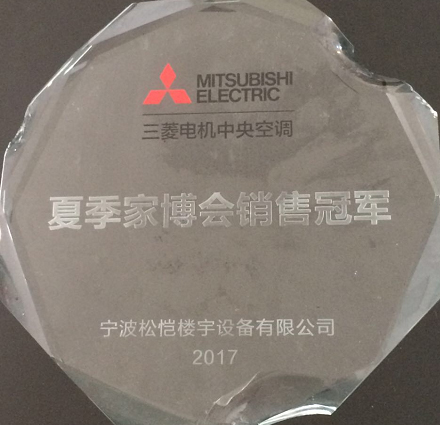 MITSUBISHI
ELECTRIC
三菱电机中央空调
夏季家博会销售冠军
宁波松恺楼宇设备有限公司
2017